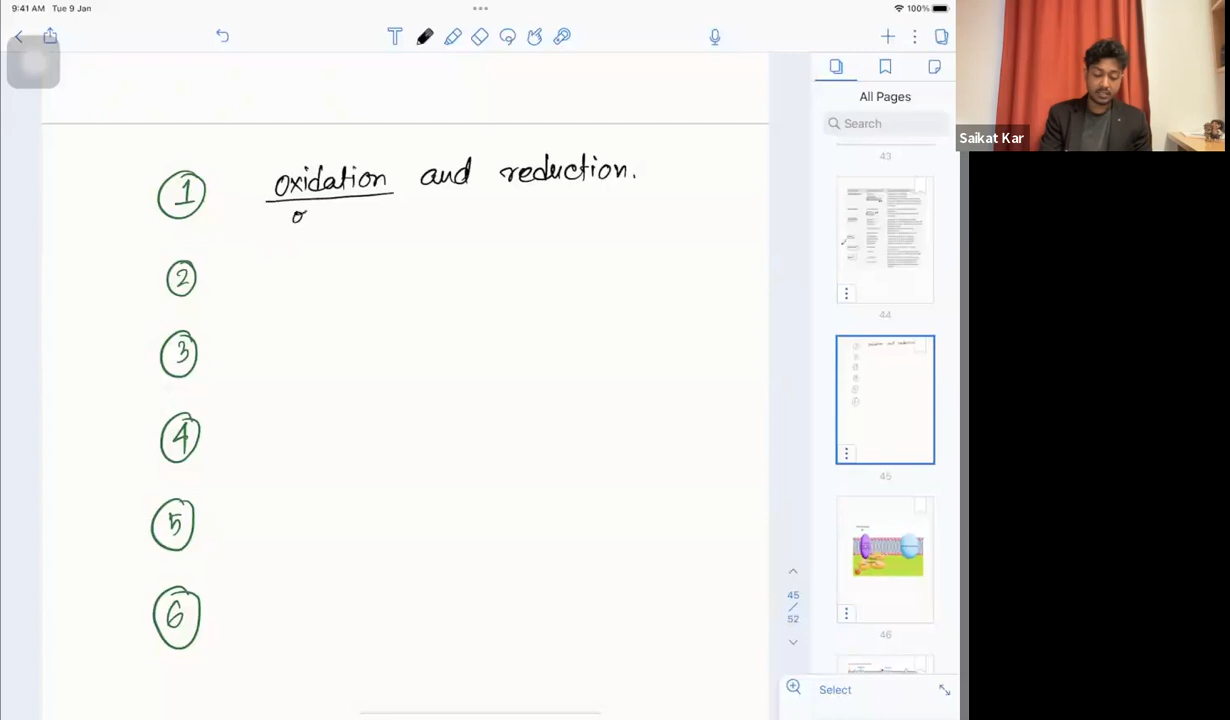 9:41 AM Tue 9 Jan
100%
All Pages
Search
43
44
45
46
45
/
52
Select
Saikat Kar
1 oxidation and reduction.
o
2
3
4
5
6